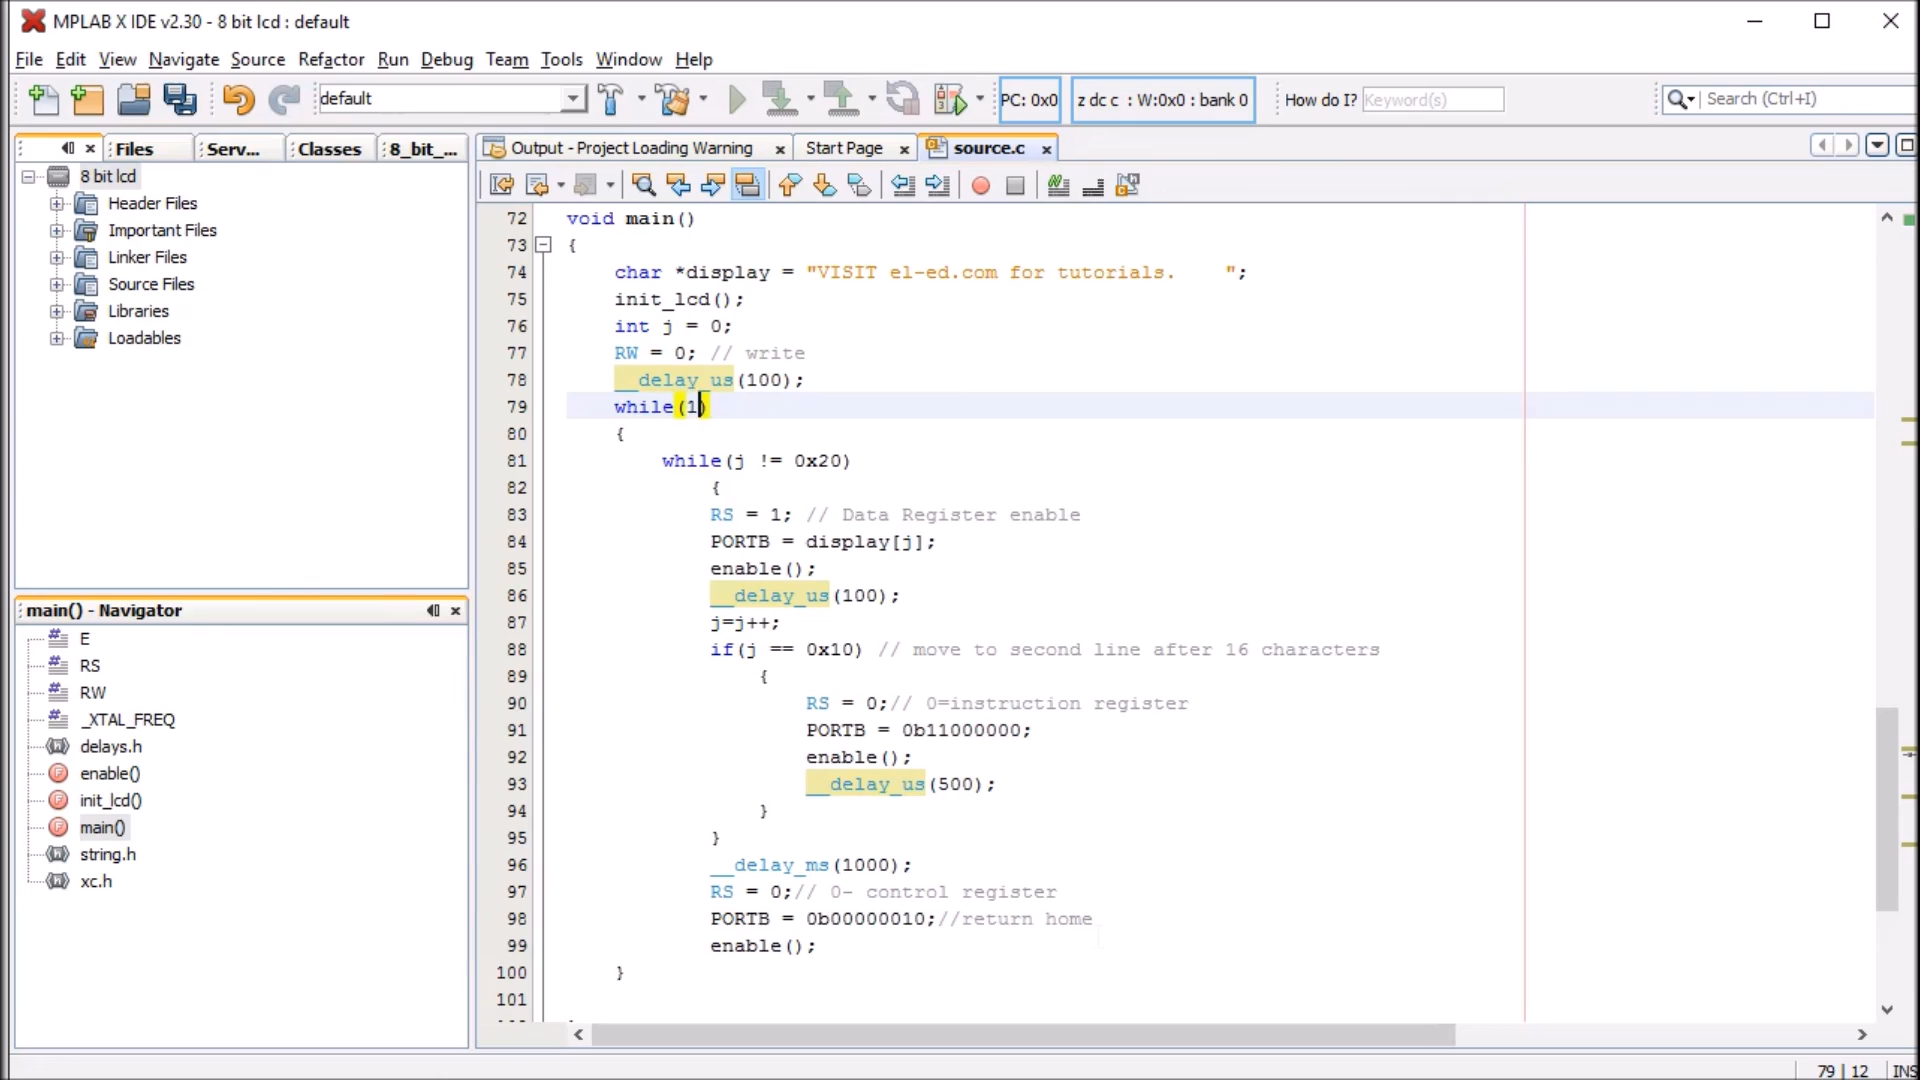 MPLAB X IDE v2.30 - 8 bit lcd : default
File Edit View Navigate Source Refactor Run Debug Team Tools Window Help
default PC: 0x0 z dc c : W:0x0 : bank 0 How do I? Keyword(s) Search (Ctrl+I)
Files Serv... Classes 8_bit_... Output - Project Loading Warning Start Page source.c
8 bit lcd
Header Files
Important Files
Linker Files
Source Files
Libraries
Loadables
main() - Navigator
E
RS
RW
_XTAL_FREQ
delays.h
enable()
init_lcd()
main()
string.h
xc.h
72 void main()
73 {
74 char *display = "VISIT el-ed.com for tutorials.    ";
75 init_lcd();
76 int j = 0;
77 RW = 0; // write
78 __delay_us(100);
79 while(1)
80 {
81 while(j != 0x20)
82 {
83 RS = 1; // Data Register enable
84 PORTB = display[j];
85 enable();
86 __delay_us(100);
87 j=j++;
88 if(j == 0x10) // move to second line after 16 characters
89 {
90 RS = 0;// 0=instruction register
91 PORTB = 0b11000000;
92 enable();
93 __delay_us(500);
94 }
95 }
96 __delay_ms(1000);
97 RS = 0;// 0- control register
98 PORTB = 0b00000010;//return home
99 enable();
100 }
101
79 | 12 INS